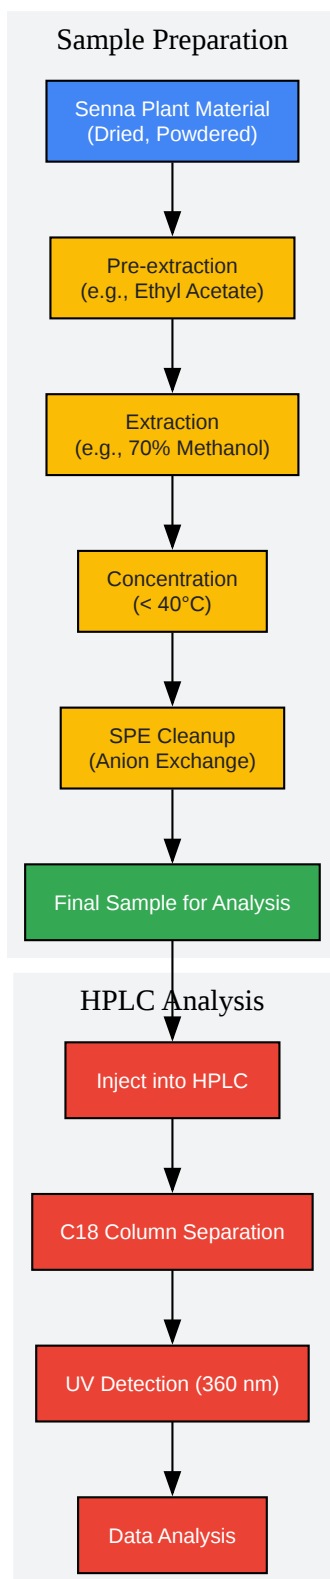 Sample Preparation
Senna Plant Material
(Dried, Powdered)
Pre-extraction
(e.g., Ethyl Acetate)
Extraction
(e.g., 70% Methanol)
Concentration
(< 40°C)
SPE Cleanup
(Anion Exchange)
Final Sample for Analysis
HPLC Analysis
Inject into HPLC
C18 Column Separation
UV Detection (360 nm)
Data Analysis